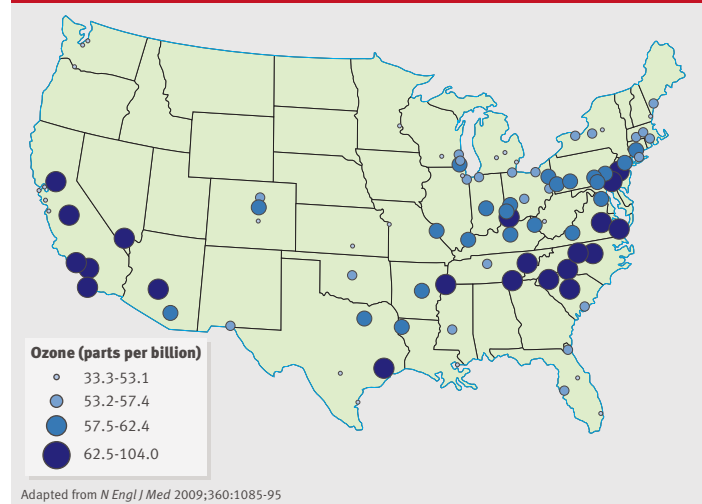 Ozone (parts per billion)
33.3-53.1
53.2-57.4
57.5-62.4
62.5-104.0
Adapted from N Engl J Med 2009;360:1085-95